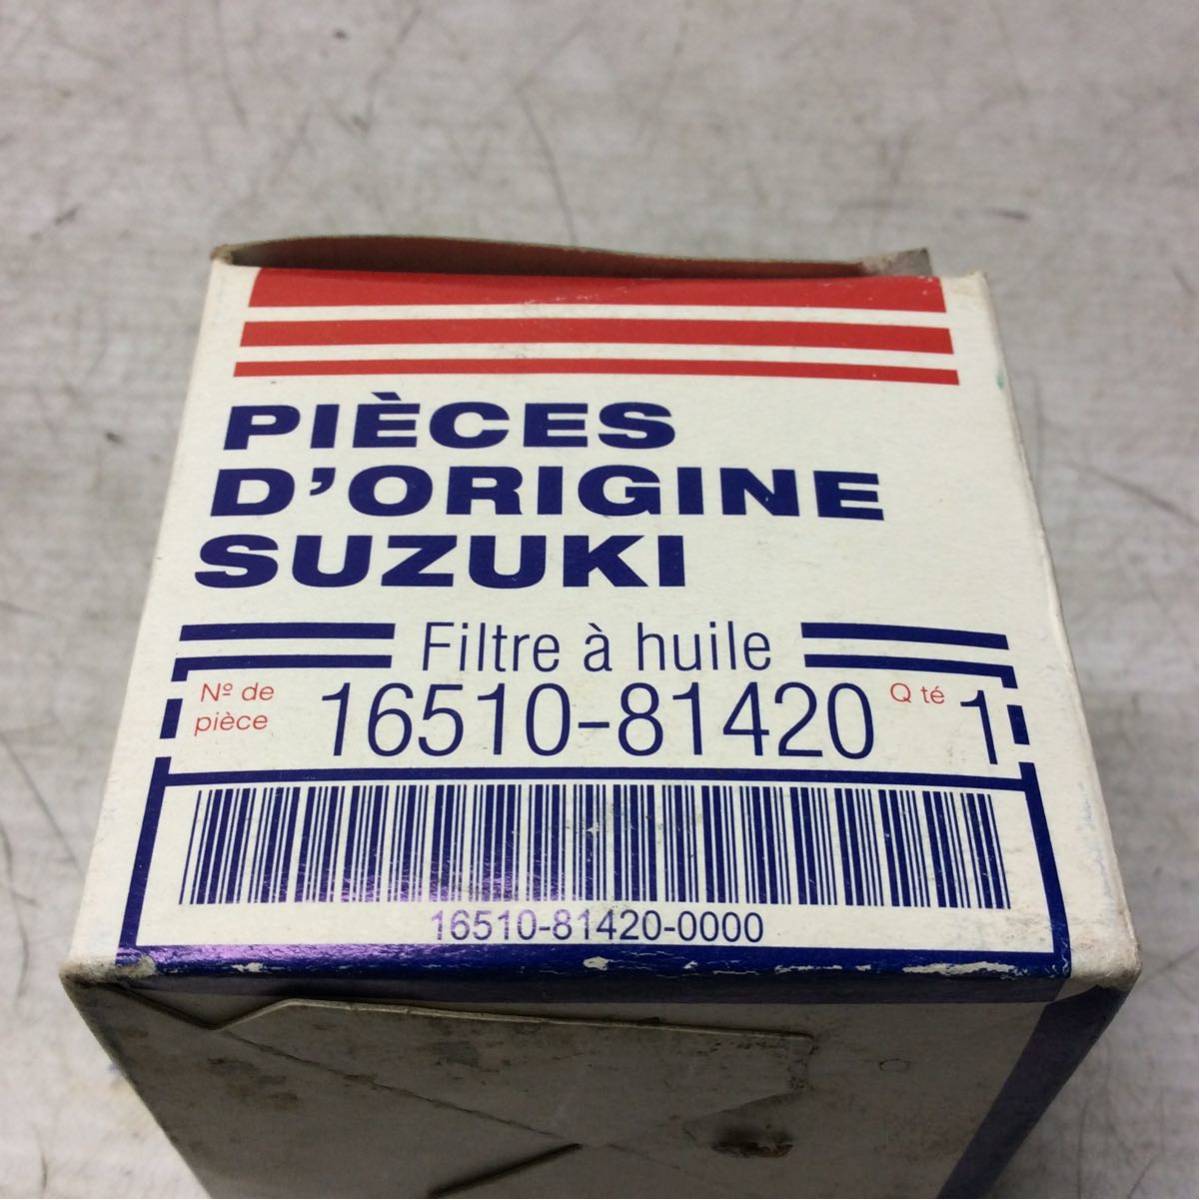 PIÈCES
D'ORIGINE
SUZUKI
Filtre à huile
Nº de
pièce
16510-81420
Q té
1
16510-81420-0000